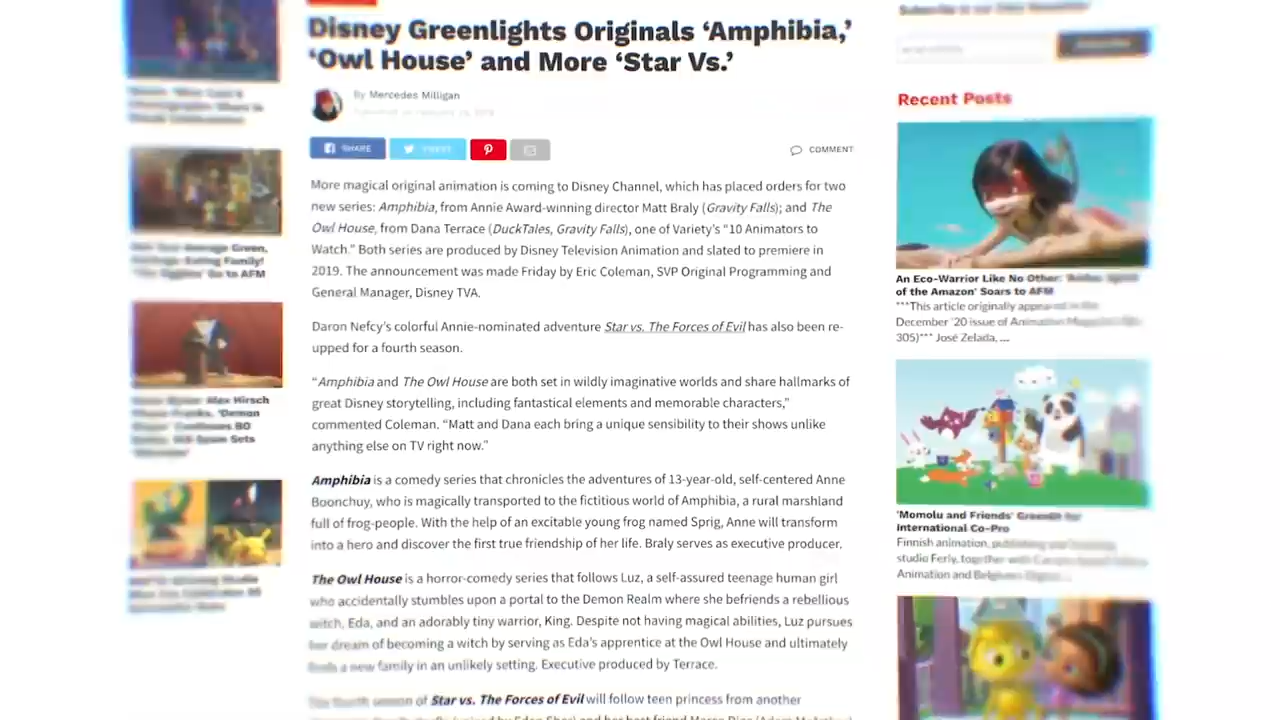 Disney Greenlights Originals ‘Amphibia,’
‘Owl House’ and More ‘Star Vs.’
By Mercedes Milligan
SHARE
TWEET
COMMENT
More magical original animation is coming to Disney Channel, which has placed orders for two
new series: Amphibia, from Annie Award-winning director Matt Braly (Gravity Falls); and The
Owl House, from Dana Terrace (DuckTales, Gravity Falls), one of Variety’s “10 Animators to
Watch.” Both series are produced by Disney Television Animation and slated to premiere in
2019. The announcement was made Friday by Eric Coleman, SVP Original Programming and
General Manager, Disney TVA.
Daron Nefcy’s colorful Annie-nominated adventure Star vs. The Forces of Evil has also been re-
upped for a fourth season.
“Amphibia and The Owl House are both set in wildly imaginative worlds and share hallmarks of
great Disney storytelling, including fantastical elements and memorable characters,”
commented Coleman. “Matt and Dana each bring a unique sensibility to their shows unlike
anything else on TV right now.”
Amphibia is a comedy series that chronicles the adventures of 13-year-old, self-centered Anne
Boonchuy, who is magically transported to the fictitious world of Amphibia, a rural marshland
full of frog-people. With the help of an excitable young frog named Sprig, Anne will transform
into a hero and discover the first true friendship of her life. Braly serves as executive producer.
The Owl House is a horror-comedy series that follows Luz, a self-assured teenage human girl
who accidentally stumbles upon a portal to the Demon Realm where she befriends a rebellious
witch, Eda, and an adorably tiny warrior, King. Despite not having magical abilities, Luz pursues
her dream of becoming a witch by serving as Eda’s apprentice at the Owl House and ultimately
finds a new family in an unlikely setting. Executive produced by Terrace.
The fourth season of Star vs. The Forces of Evil will follow teen princess from another
Recent Posts
An Eco-Warrior Like No Other:
of the Amazon’ Soars to AFM
***This article originally appeared in the
December ’20 issue of Animation Magazine
305)*** José Zelada, ...
‘Momolu and Friends’ Greenlit for
International Co-Pro
Finnish animation,
studio Ferly, together with
Animation and